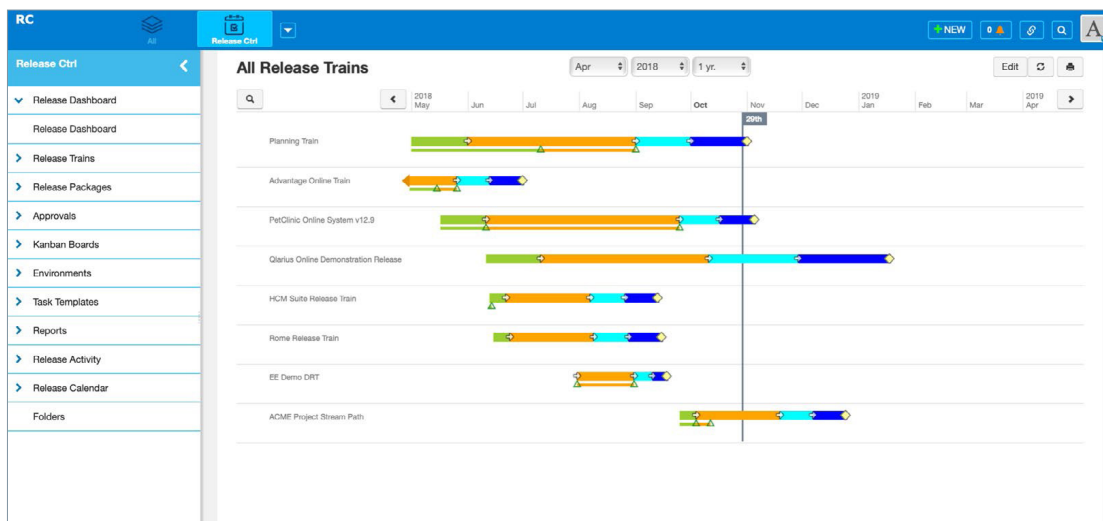 RC
All
Release Ctrl
+NEW
0
A
Release Ctrl
Release Dashboard
Release Dashboard
Release Trains
Release Packages
Approvals
Kanban Boards
Environments
Task Templates
Reports
Release Activity
Release Calendar
Folders
All Release Trains
Apr 2018 1 yr.
Edit
2018 2019 2019
May Jun Jul Aug Sep Oct Nov Dec Jan Feb Mar Apr
29th
Planning Train
Advantage Online Train
PetClinic Online System v12.9
Qlarius Online Demonstration Release
HCM Suite Release Train
Rome Release Train
EE Demo DRT
ACME Project Stream Path